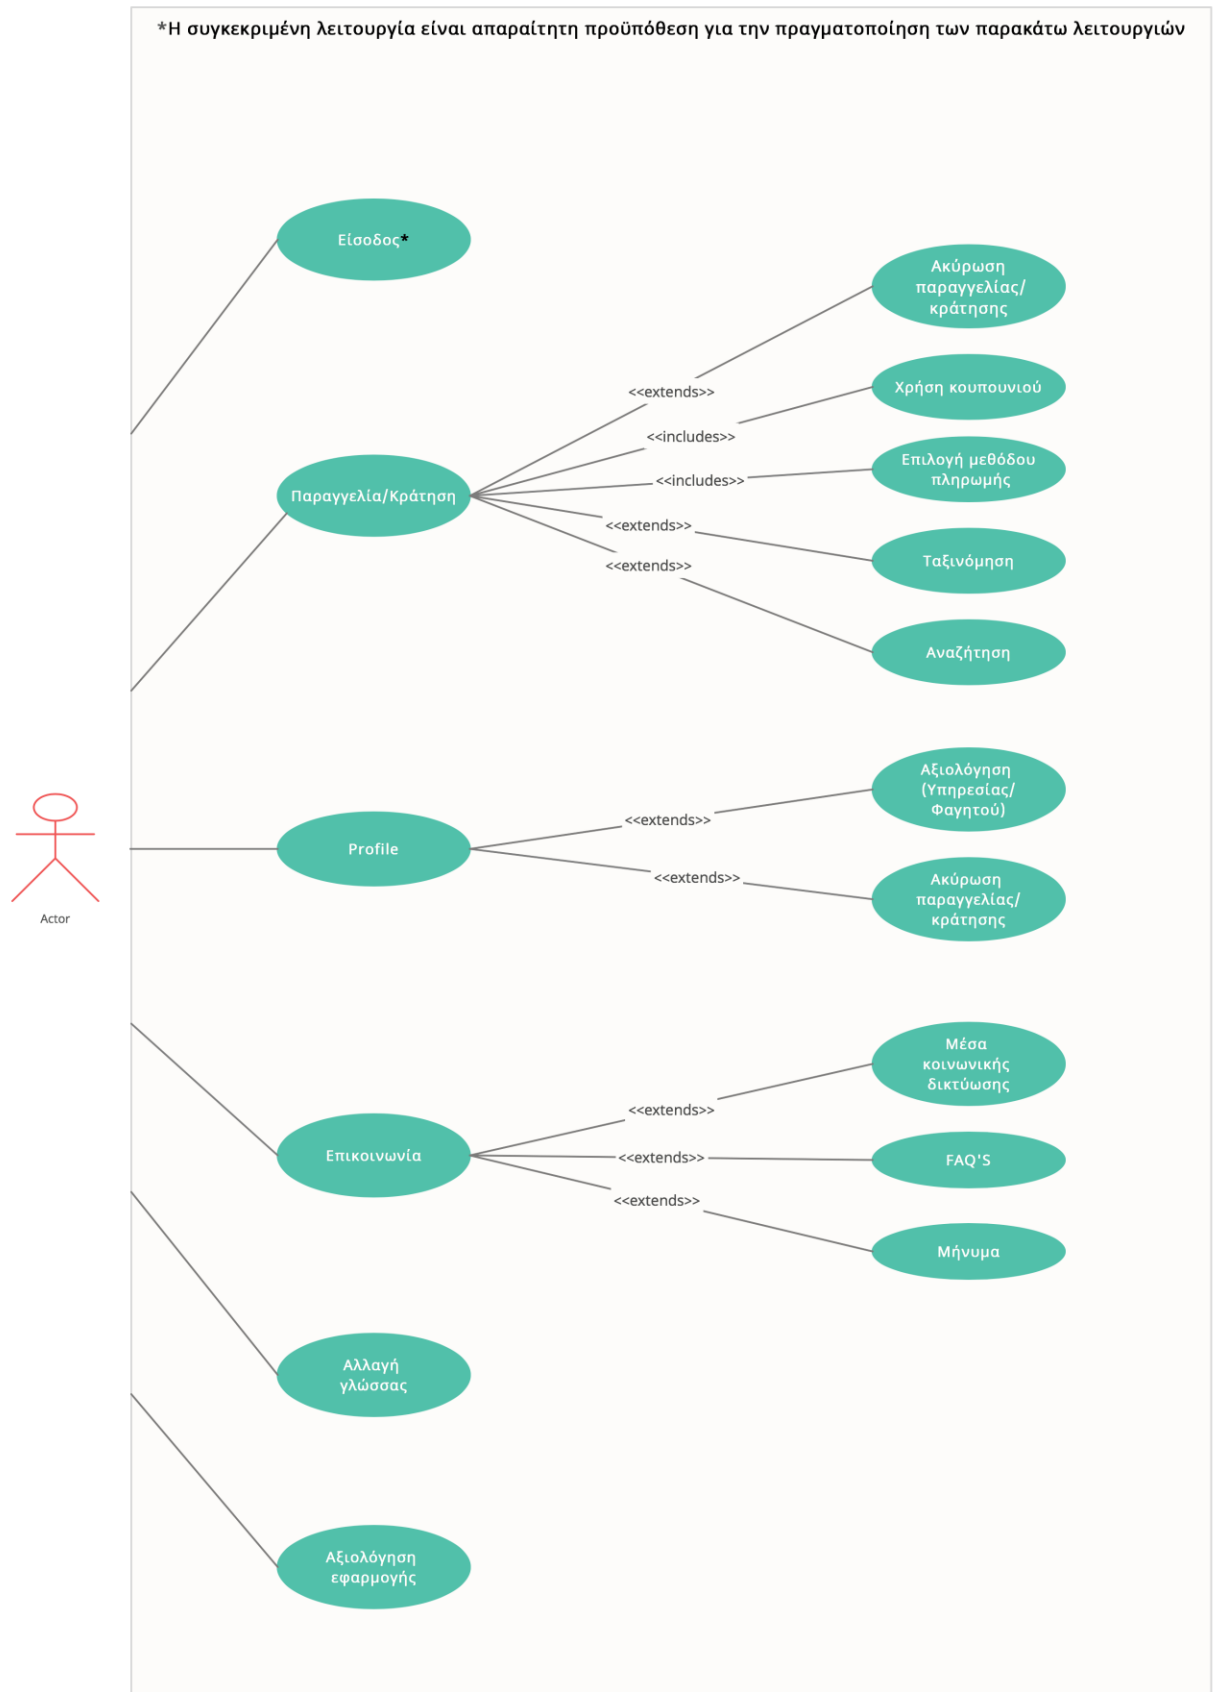 *Η συγκεκριμένη λειτουργία είναι απαραίτητη προϋπόθεση για την πραγματοποίηση των παρακάτω λειτουργιών
Είσοδος*
Ακύρωση
παραγγελίας/
κράτησης
<<extends>>
Χρήση κουπουνιού
<<includes>>
Επιλογή μεθόδου
πληρωμής
<<includes>>
Παραγγελία/Κράτηση
<<extends>>
Ταξινόμηση
<<extends>>
Αναζήτηση
Αξιολόγηση
(Υπηρεσίας/
Φαγητού)
<<extends>>
Profile
<<extends>>
Ακύρωση
παραγγελίας/
κράτησης
Actor
Μέσα
κοινωνικής
δικτύωσης
<<extends>>
Επικοινωνία
<<extends>>
FAQ'S
<<extends>>
Μήνυμα
Αλλαγή
γλώσσας
Αξιολόγηση
εφαρμογής